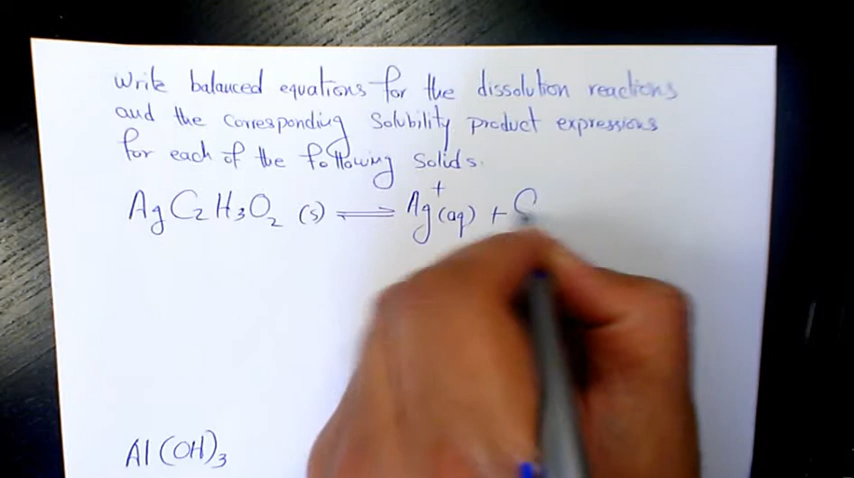 Write balanced equations for the dissolution reactions
and the corresponding solubility product expressions
for each of the following solids.
AgC₂H₃O₂ (s) ⇌ Ag⁺(aq) + C
Al(OH)₃